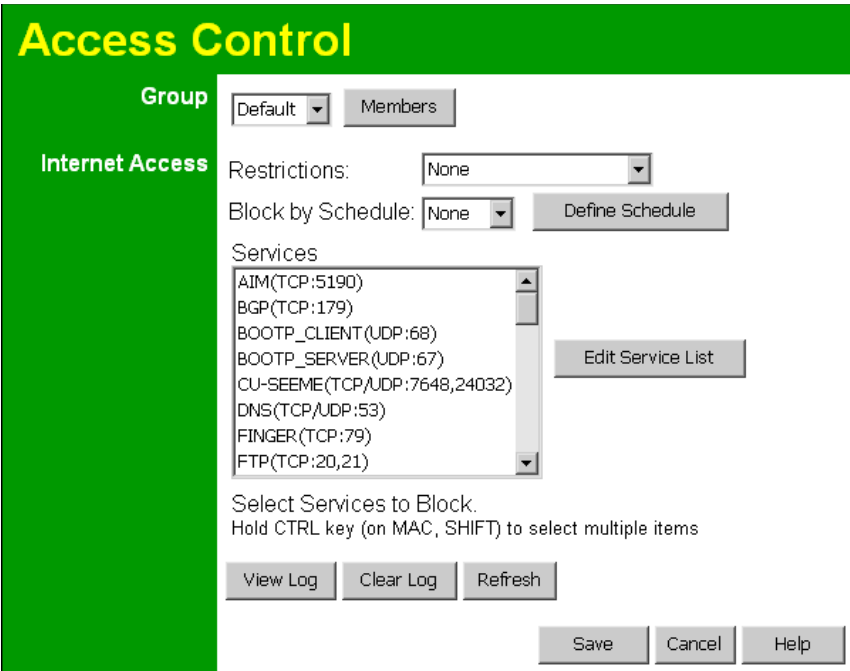 Access Control
Group Default Members
Internet Access Restrictions: None
Block by Schedule: None Define Schedule
Services
AIM(TCP:5190)
BGP(TCP:179)
BOOTP_CLIENT(UDP:68)
BOOTP_SERVER(UDP:67)
Edit Service List
CU-SEEME(TCP/UDP:7648,24032)
DNS(TCP/UDP:53)
FINGER(TCP:79)
FTP(TCP:20,21)
Select Services to Block.
Hold CTRL key (on MAC, SHIFT) to select multiple items
View Log Clear Log Refresh
Save Cancel Help